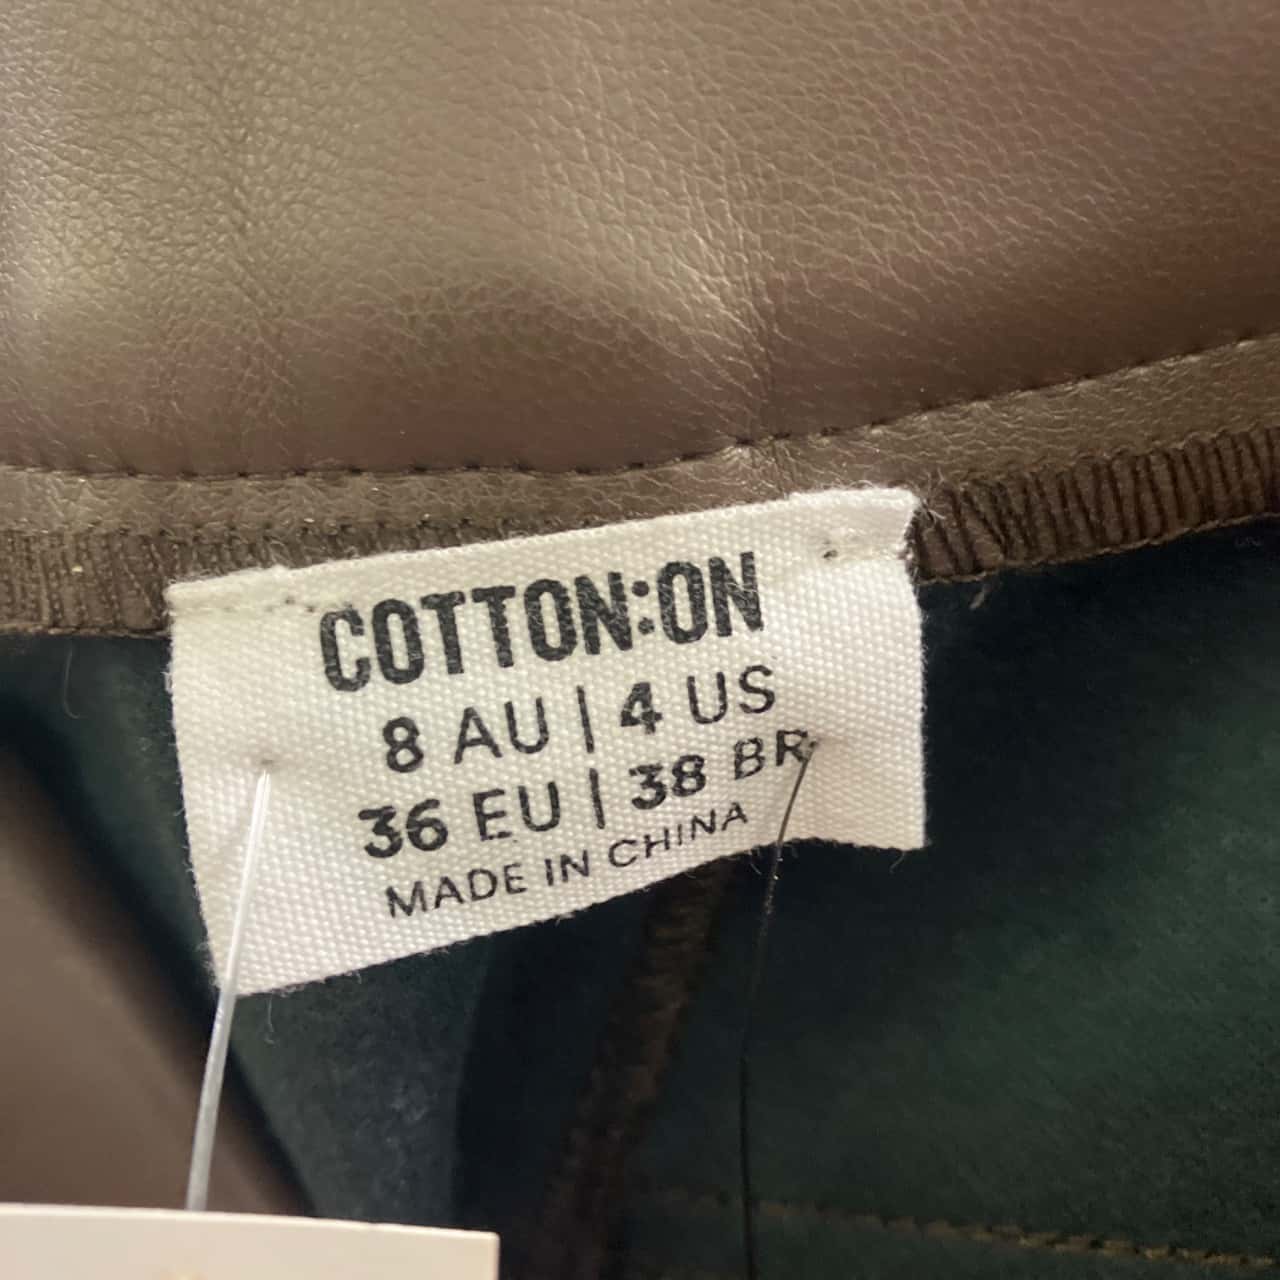 COTTON:ON
8 AU | 4 US
36 EU | 38 BR
MADE IN CHINA